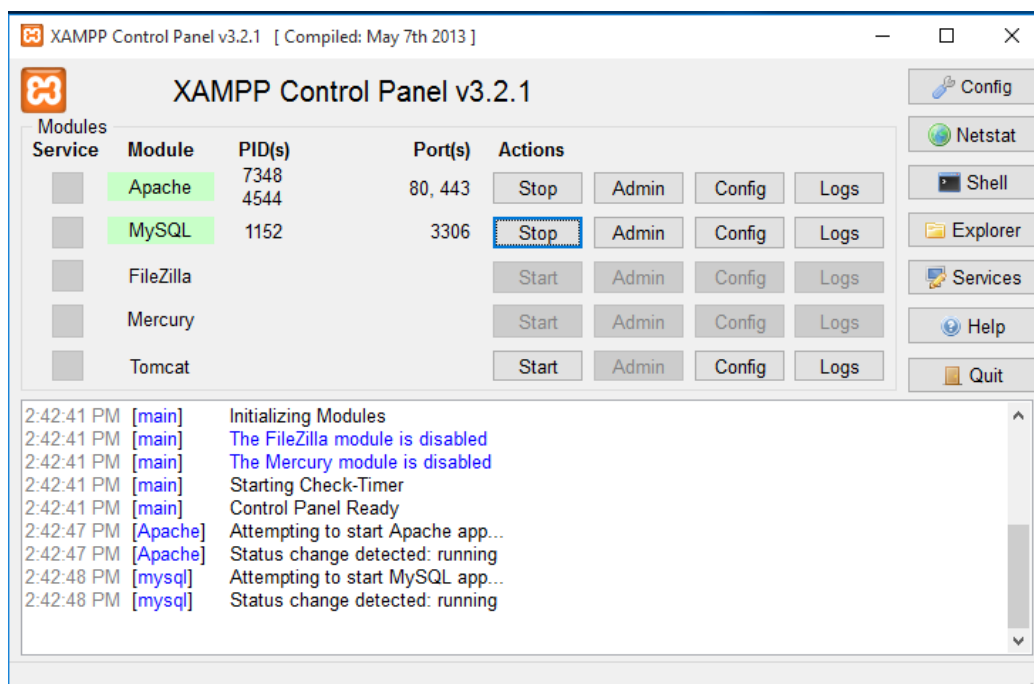 XAMPP Control Panel v3.2.1 [ Compiled: May 7th 2013 ]
XAMPP Control Panel v3.2.1
Config
Modules
Netstat
Service Module PID(s) Port(s) Actions
Apache 7348 4544 80, 443 Stop Admin Config Logs
Shell
MySQL 1152 3306 Stop Admin Config Logs
Explorer
FileZilla Start Admin Config Logs
Services
Mercury Start Admin Config Logs
Help
Tomcat Start Admin Config Logs
Quit
2:42:41 PM [main] Initializing Modules
2:42:41 PM [main] The FileZilla module is disabled
2:42:41 PM [main] The Mercury module is disabled
2:42:41 PM [main] Starting Check-Timer
2:42:41 PM [main] Control Panel Ready
2:42:47 PM [Apache] Attempting to start Apache app...
2:42:47 PM [Apache] Status change detected: running
2:42:48 PM [mysql] Attempting to start MySQL app...
2:42:48 PM [mysql] Status change detected: running